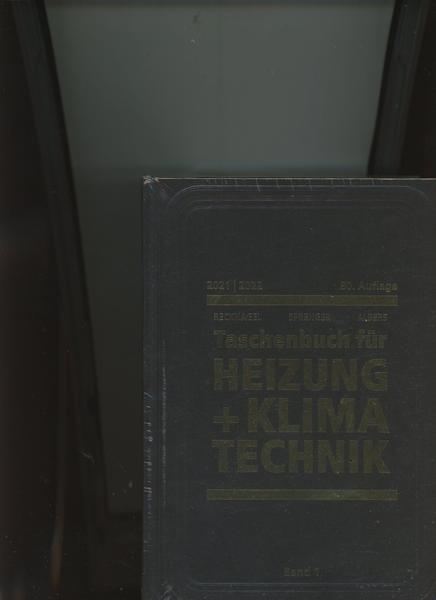 2021 | 2022 80. Auflage
RECKNAGEL SPRENGER ALBERS
Taschenbuch für
HEIZUNG
+ KLIMA
TECHNIK
Band 1